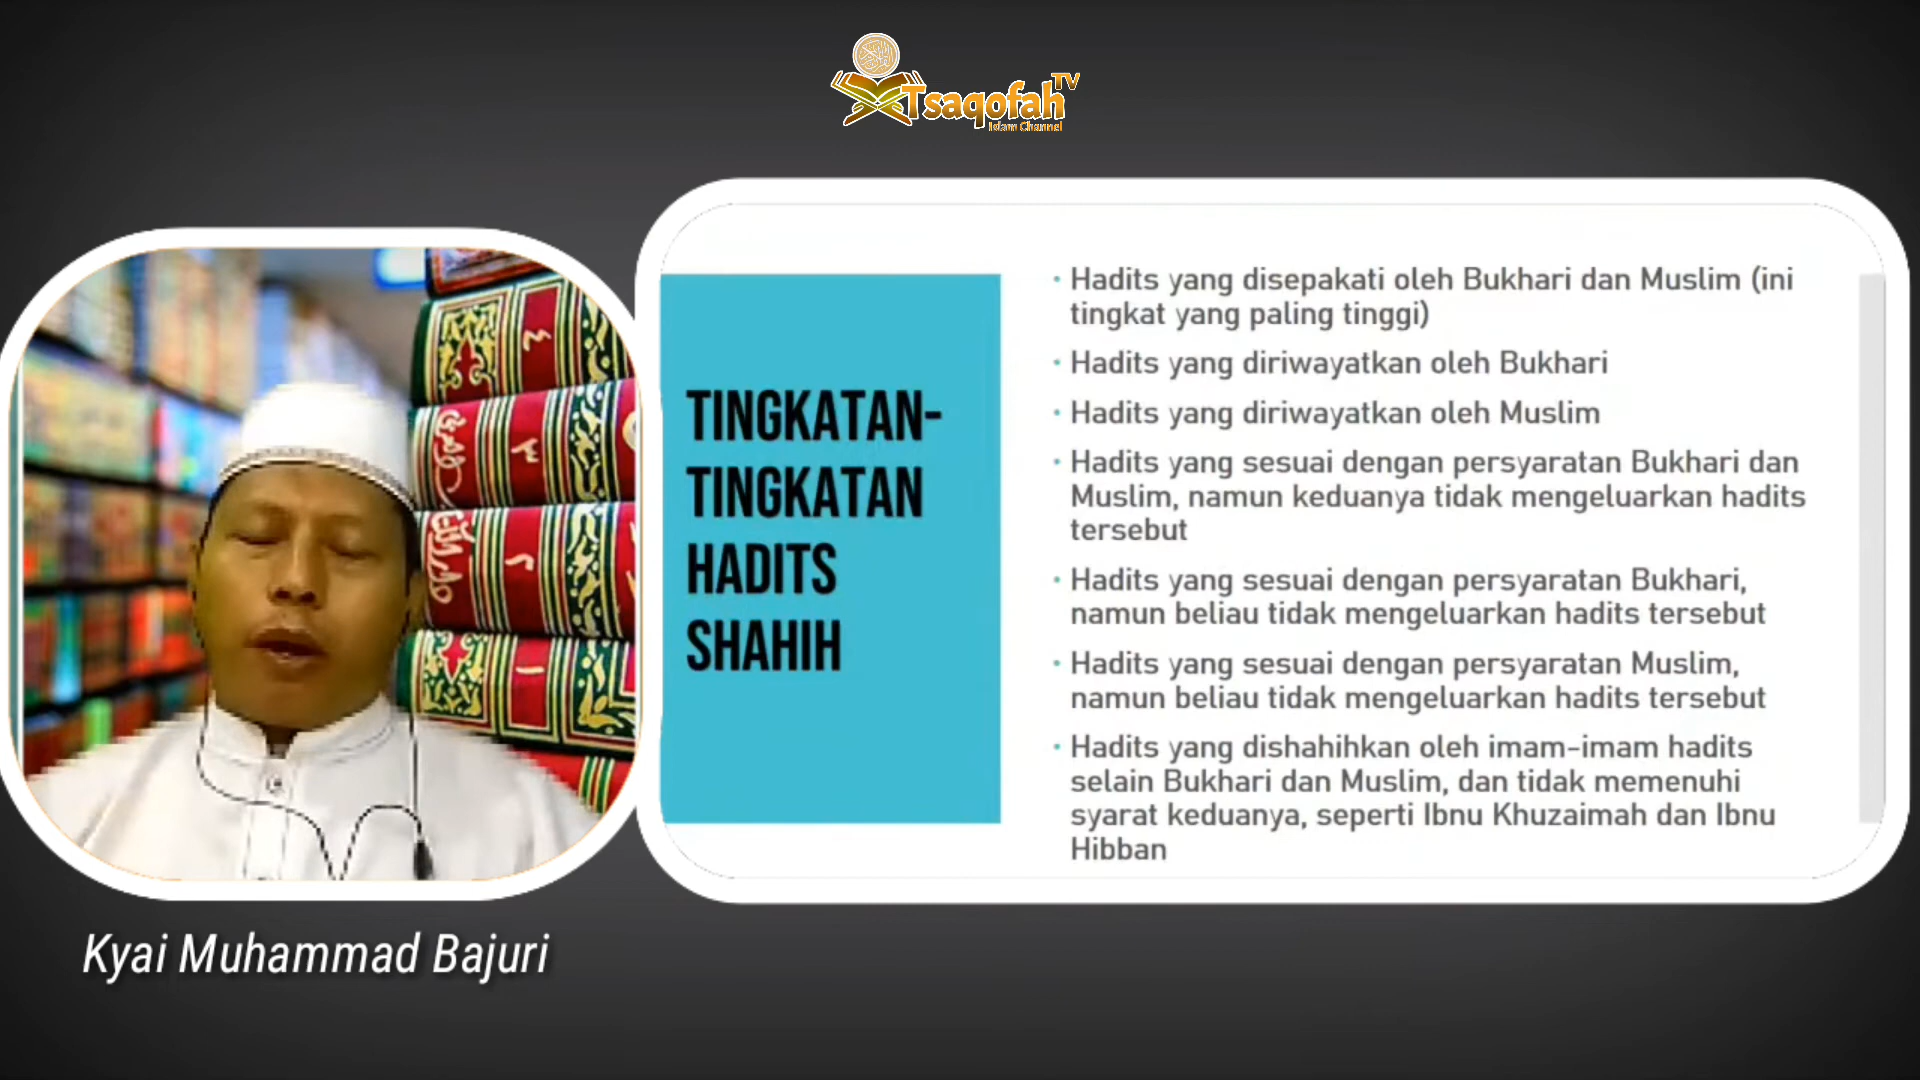 Tsaqofah TV
Islam Channel
TINGKATAN-
TINGKATAN
HADITS
SHAHIH
• Hadits yang disepakati oleh Bukhari dan Muslim (ini
tingkat yang paling tinggi)
• Hadits yang diriwayatkan oleh Bukhari
• Hadits yang diriwayatkan oleh Muslim
• Hadits yang sesuai dengan persyaratan Bukhari dan
Muslim, namun keduanya tidak mengeluarkan hadits
tersebut
• Hadits yang sesuai dengan persyaratan Bukhari,
namun beliau tidak mengeluarkan hadits tersebut
• Hadits yang sesuai dengan persyaratan Muslim,
namun beliau tidak mengeluarkan hadits tersebut
• Hadits yang dishahihkan oleh imam-imam hadits
selain Bukhari dan Muslim, dan tidak memenuhi
syarat keduanya, seperti Ibnu Khuzaimah dan Ibnu
Hibban
Kyai Muhammad Bajuri